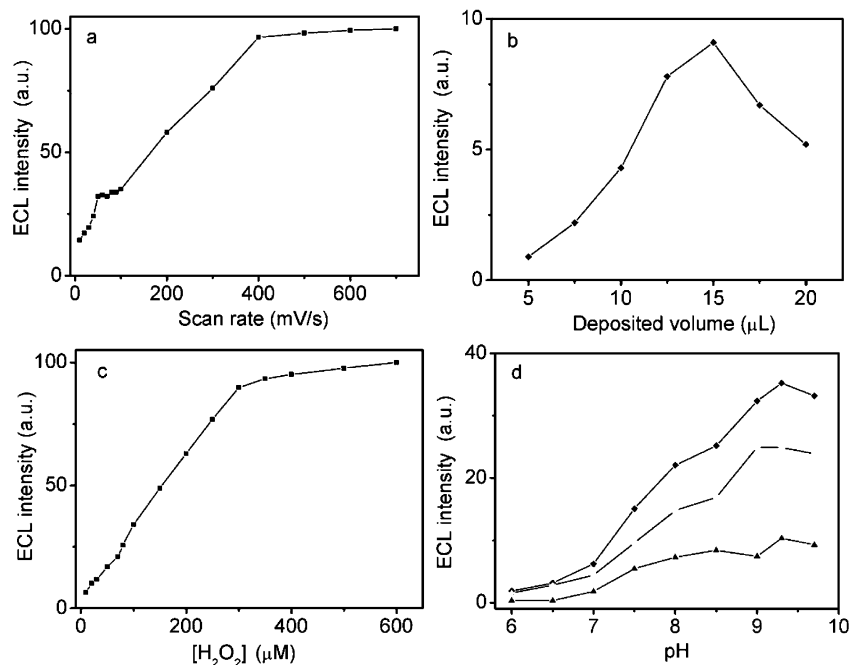 a
100
50
0
ECL intensity (a.u.)
0 200 400 600
Scan rate (mV/s)
b
10
5
0
ECL intensity (a.u.)
5 10 15 20
Deposited volume (μL)
c
100
50
0
ECL intensity (a.u.)
0 200 400 600
[H₂O₂] (μM)
d
40
20
0
ECL intensity (a.u.)
6 7 8 9 10
pH